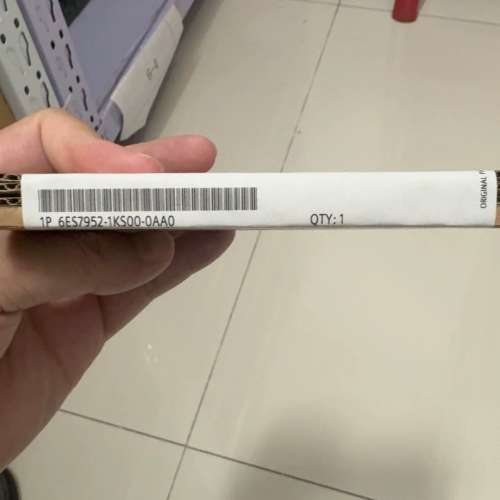 1P 6ES7952-1KS00-0AA0
QTY: 1
ORIGINAL